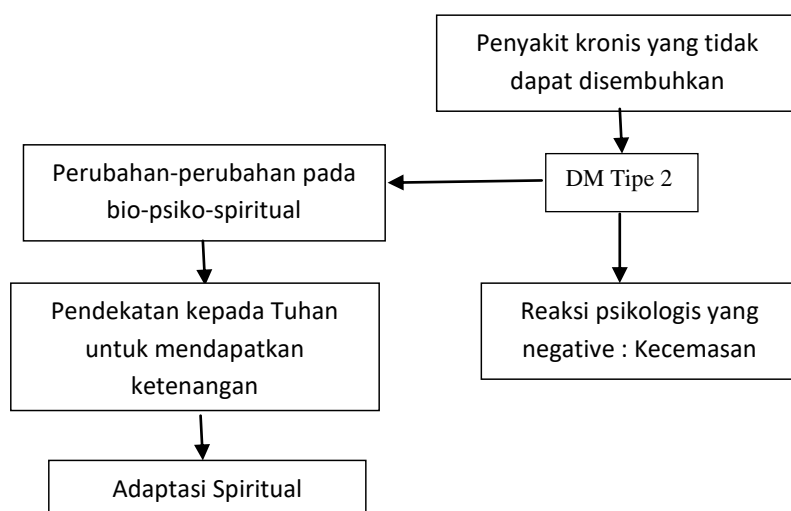 Penyakit kronis yang tidak
dapat disembuhkan
Perubahan-perubahan pada
bio-psiko-spiritual
DM Tipe 2
Pendekatan kepada Tuhan
untuk mendapatkan
ketenangan
Reaksi psikologis yang
negative : Kecemasan
Adaptasi Spiritual